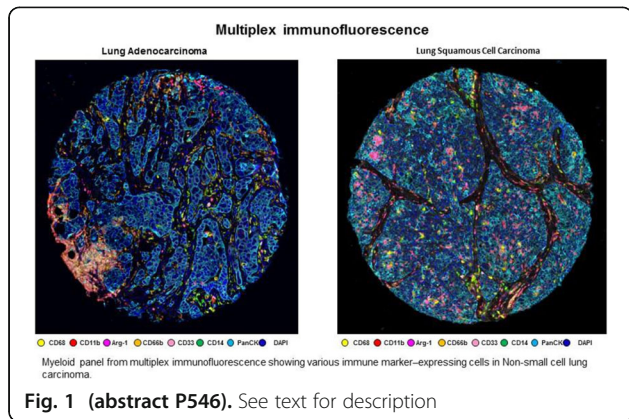 Multiplex immunofluorescence
Lung Adenocarcinoma
Lung Squamous Cell Carcinoma
CD68 CD11b Arg-1 CD66b CD33 CD14 PanCK DAPI
CD68 CD11b Arg-1 CD66b CD33 CD14 PanCK DAPI
Myeloid panel from multiplex immunofluorescence showing various immune marker–expressing cells in Non-small cell lung
carcinoma.
Fig. 1 (abstract P546). See text for description